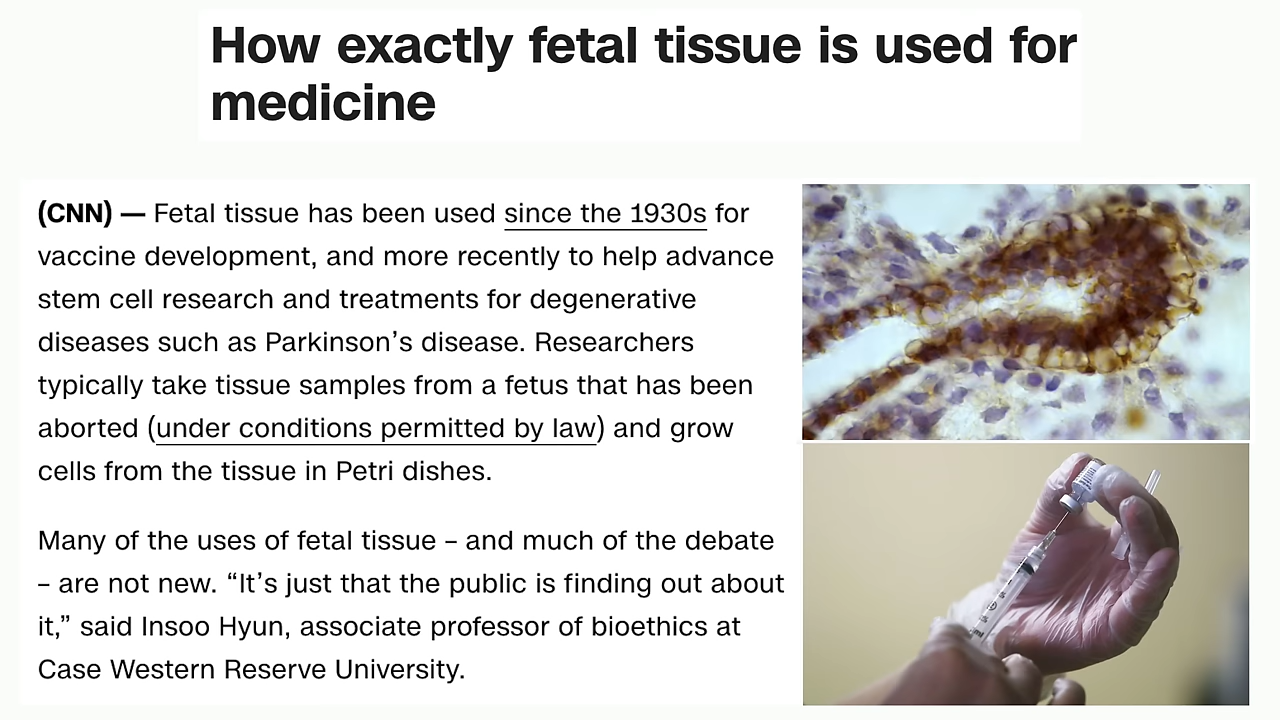 How exactly fetal tissue is used for
medicine
(CNN) — Fetal tissue has been used since the 1930s for
vaccine development, and more recently to help advance
stem cell research and treatments for degenerative
diseases such as Parkinson’s disease. Researchers
typically take tissue samples from a fetus that has been
aborted (under conditions permitted by law) and grow
cells from the tissue in Petri dishes.
Many of the uses of fetal tissue – and much of the debate
– are not new. “It’s just that the public is finding out about
it,” said Insoo Hyun, associate professor of bioethics at
Case Western Reserve University.